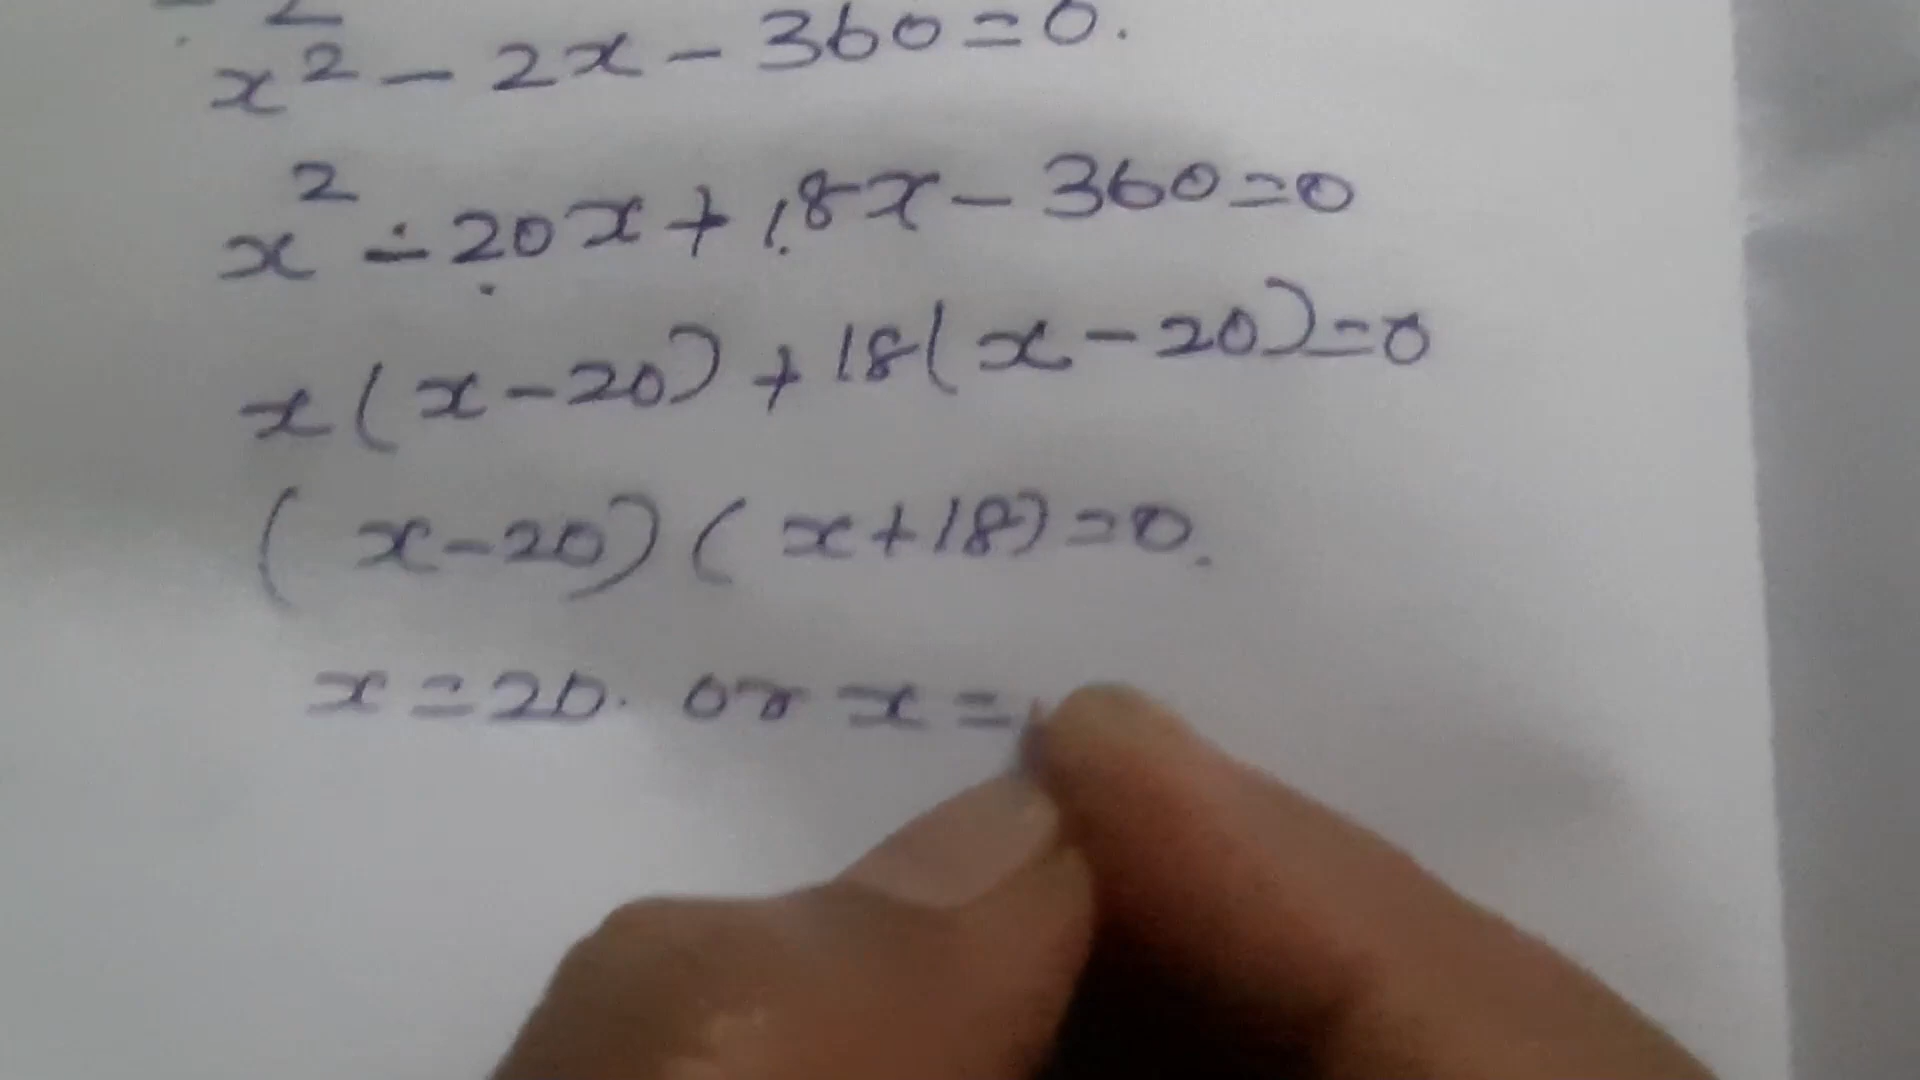 x² - 2x - 360 = 0.
x² - 20x + 18x - 360 = 0
x(x - 20) + 18(x - 20) = 0
(x - 20)(x + 18) = 0.
x = 20. or x =